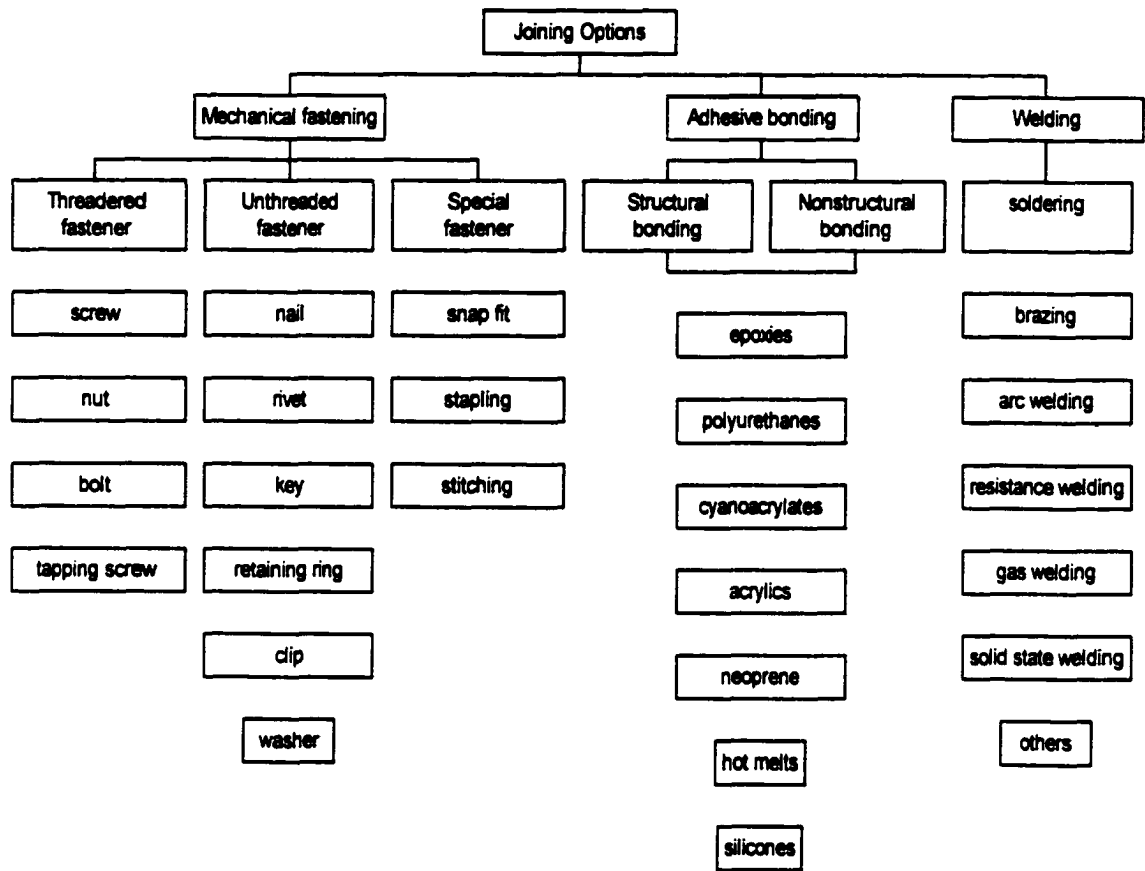 Joining Options
Mechanical fastening
Adhesive bonding
Welding
Threadered
fastener
Unthreaded
fastener
Special
fastener
Structural
bonding
Nonstructural
bonding
soldering
screw
nail
snap fit
epoxies
brazing
nut
rivet
stapling
polyurethanes
arc welding
bolt
key
stitching
cyanoacrylates
resistance welding
tapping screw
retaining ring
acrylics
gas welding
clip
neoprene
solid state welding
washer
hot melts
others
silicones